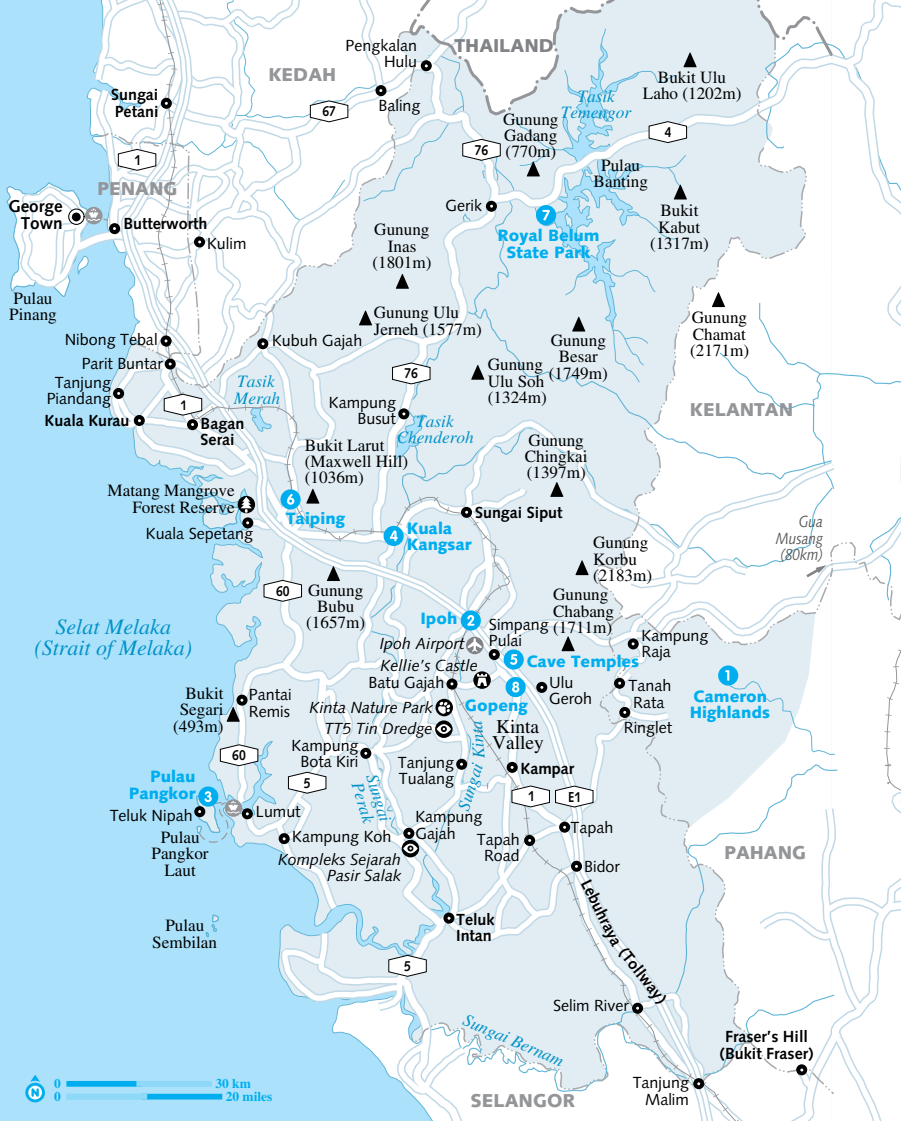 Pengkalan
Hulu
THAILAND
KEDAH
Bukit Ulu
Laho (1202m)
Sungai
Petani
Baling
67
Tasik
Temengor
Gunung
Gadang
(770m)
4
76
1
Pulau
Banting
PENANG
George
Town
Butterworth
Gerik
7
Royal Belum
State Park
Bukit
Kabut
(1317m)
Kulim
Gunung
Inas
(1801m)
Pulau
Pinang
Gunung Ulu
Jerneh (1577m)
Gunung
Chamat
(2171m)
Nibong Tebal
Kubuh Gajah
Gunung
Besar
(1749m)
Parit Buntar
Gunung
Ulu Soh
(1324m)
76
Tanjung
Piandang
Tasik
Merah
1
Kampung
Busut
KELANTAN
Kuala Kurau
Bagan
Serai
Tasik
Chenderoh
Bukit Larut
(Maxwell Hill)
(1036m)
Gunung
Chingkai
(1397m)
Matang Mangrove
Forest Reserve
6
Taiping
Sungai Siput
Kuala Sepetang
4
Kuala
Kangsar
Gua
Musang
(80km)
Gunung
Korbu
(2183m)
60
Gunung
Bubu
(1657m)
Gunung
Chabang
(1711m)
Selat Melaka
(Strait of Melaka)
Ipoh
2
Simpang
Pulai
Ipoh Airport
Kampung
Raja
5
Cave Temples
Kellie's Castle
Batu Gajah
1
Cameron
Highlands
8
Gopeng
Ulu
Geroh
Tanah
Rata
Bukit
Segari
(493m)
Pantai
Remis
Kinta Nature Park
Ringlet
TT5 Tin Dredge
Kinta
Valley
Sungai Kinta
60
Kampung
Bota Kiri
Tanjung
Tualang
Kampar
5
Sungai
Perak
Pulau
Pangkor
3
1
E1
Teluk Nipah
Lumut
Kampung
Gajah
Tapah
Pulau
Pangkor
Laut
Kampung Koh
Tapah
Road
Kompleks Sejarah
Pasir Salak
PAHANG
Bidor
Lebuhraya (Tollway)
Pulau
Sembilan
Teluk
Intan
5
Selim River
Sungai Bernam
Fraser's Hill
(Bukit Fraser)
N
0
30 km
0
20 miles
Tanjung
Malim
SELANGOR